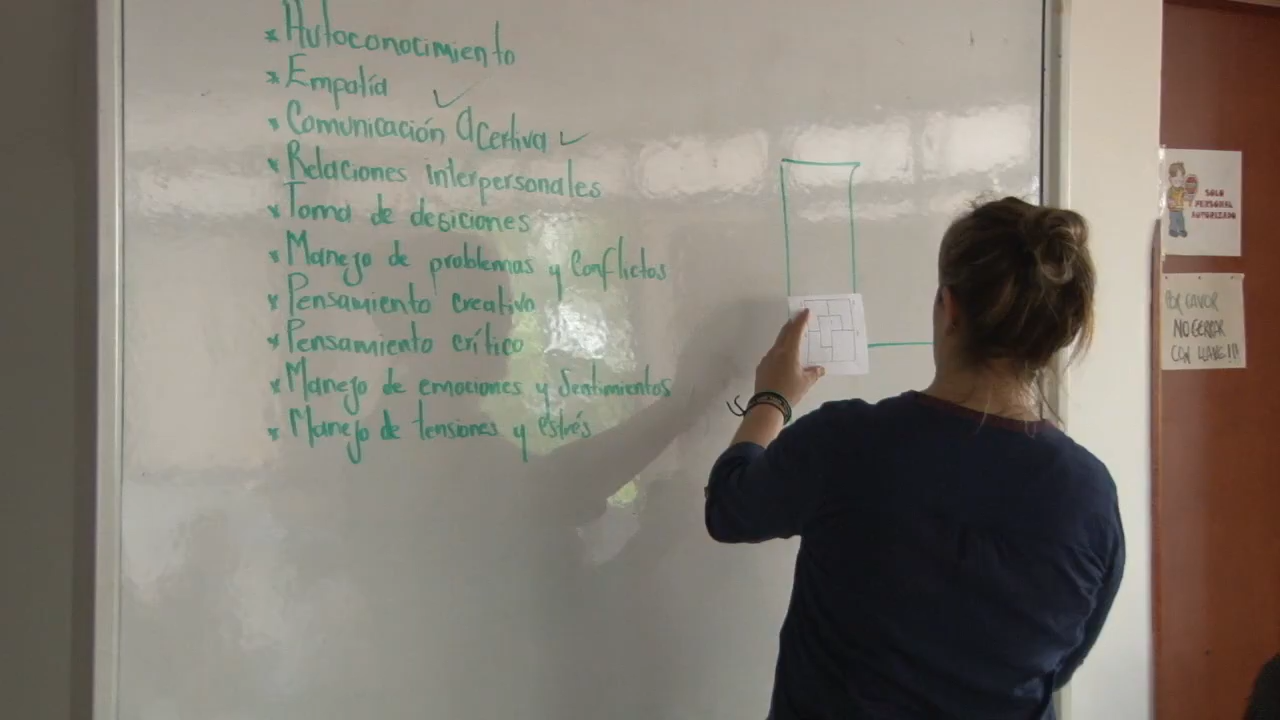 * Autoconocimiento
* Empatía
* Comunicación Acertiva ✓
* Relaciones interpersonales
* Toma de desiciones
* Manejo de problemas y Conflictos
* Pensamiento creativo
* Pensamiento crítico
* Manejo de emociones y Sentimientos
* Manejo de tensiones y estrés
SOLO
PERSONAL
AUTORIZADO
POR FAVOR
NO CERRAR
CON LLAVE!!!